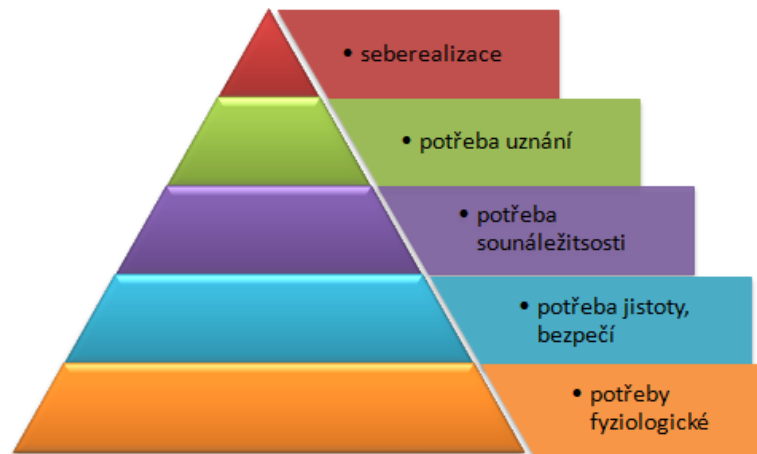 • seberealizace
• potřeba uznání
• potřeba
sounáležitsosti
• potřeba jistoty,
bezpečí
• potřeby
fyziologické